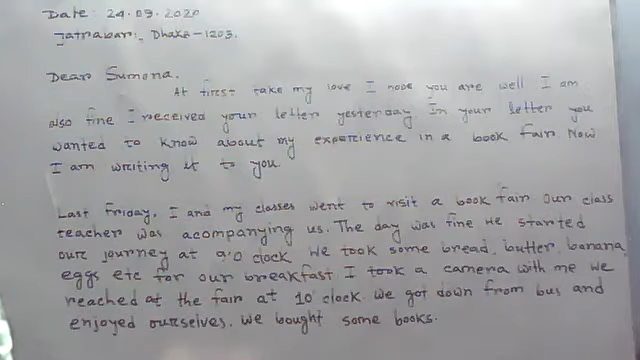 Date: 24.09.2020
Jatrabari, Dhaka-1203.
Dear Sumona.
At first take my love I hope you are well I am
also fine I received your letter yesterday. In your letter you
wanted to know about my experience in a book fair Now
I am writing it to you
Last Friday, I and my classes went to visit a book fair our class
teacher was acompanying us. The day was fine we started
our journey at 9.0 clock. We took some bread, butter, banana,
eggs etc for our breakfast I took a camera with me we
reached at the fair at 10 clock. we got down from bus and
enjoyed ourselves. we bought some books.